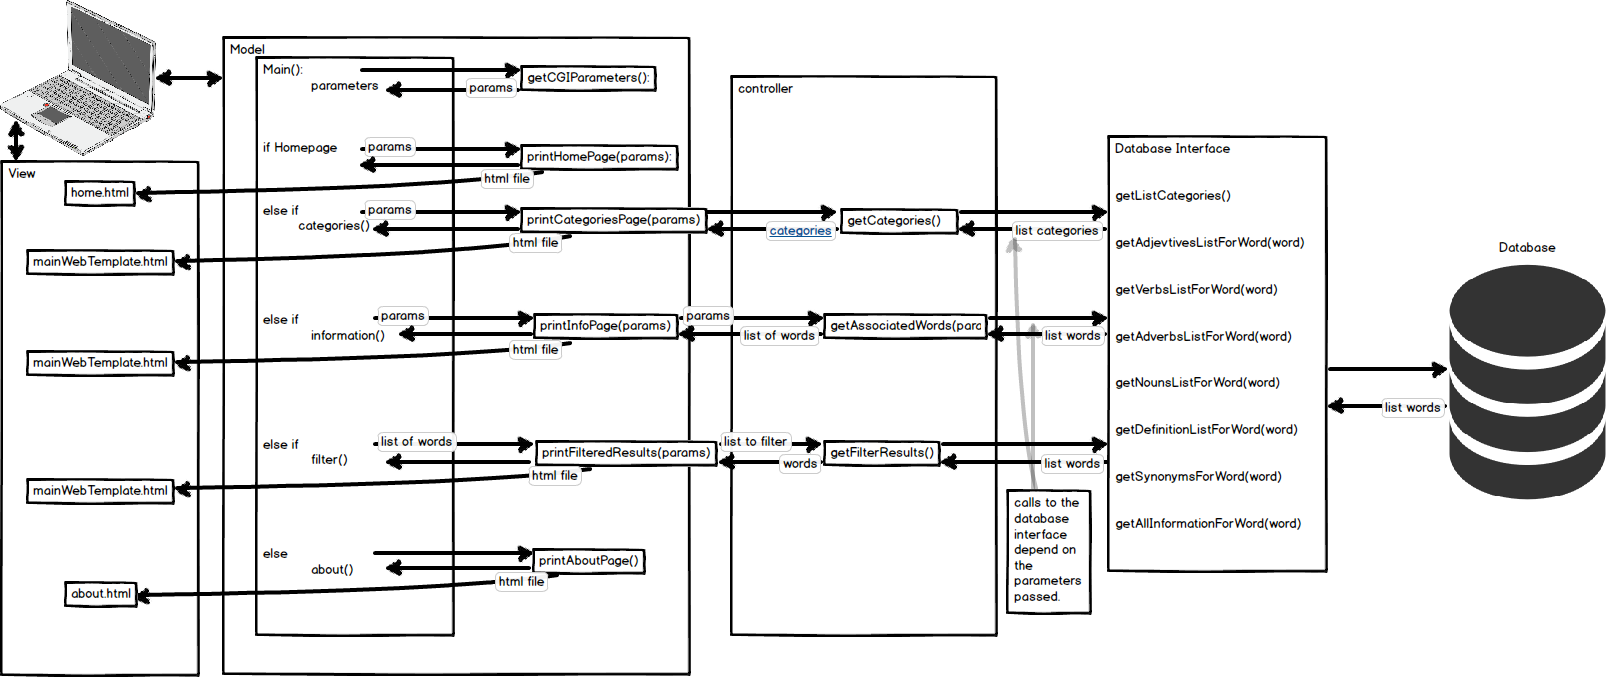 Model
Main():
getCGIParameters():
parameters
params
controller
if Homepage
params
printHomePage(params):
html file
View
home.html
else if
categories()
params
printCategoriesPage(params)
html file
categories
getCategories()
list categories
mainWebTemplate.html
else if
information()
params
printInfoPage(params)
html file
params
list of words
getAssociatedWords(parc
list words
mainWebTemplate.html
else if
filter()
list of words
printFilteredResults(params)
html file
list to filter
words
getFilterResults()
list words
mainWebTemplate.html
else
about()
printAboutPage()
html file
about.html
calls to the
database
interface
depend on
the
parameters
passed.
Database Interface
getListCategories()
getAdjevtivesListForWord(word)
getVerbsListForWord(word)
getAdverbsListForWord(word)
getNounsListForWord(word)
getDefinitionListForWord(word)
getSynonymsForWord(word)
getAllInformationForWord(word)
Database
list words